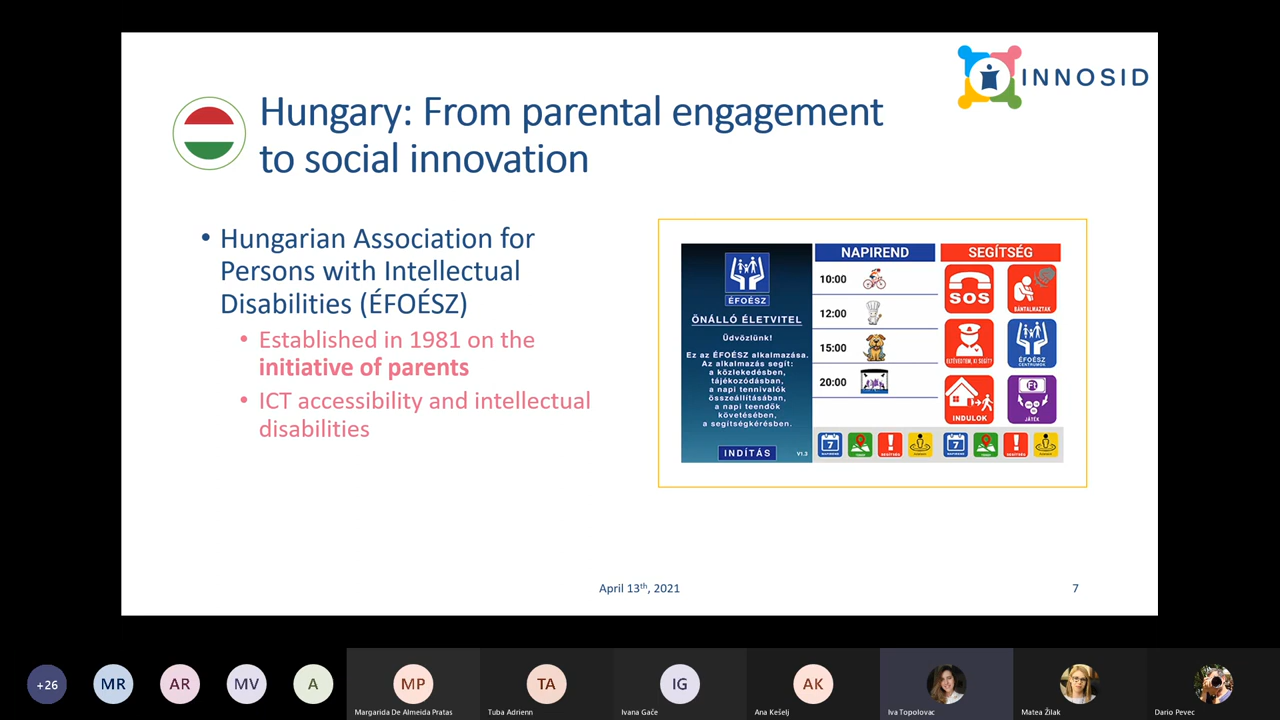 INNOSID
Hungary: From parental engagement
to social innovation
• Hungarian Association for
Persons with Intellectual
Disabilities (ÉFOÉSZ)
• Established in 1981 on the
initiative of parents
• ICT accessibility and intellectual
disabilities
ÉFOÉSZ
ÖNÁLLÓ ÉLETVITEL
Üdvözlünk!
Ez az ÉFOÉSZ alkalmazása.
Az alkalmazás segít:
a közlekedésben,
tájékozódásban,
a napi tennivalók
összeállításában,
a napi teendők
követésében,
a segítségkérésben.
INDÍTÁS
V1.3
NAPIREND
10:00
12:00
15:00
20:00
7
SEGÍTSÉG
SOS
BÁNTALMAZTAK
ELTÉVEDTEM, KI SEGÍT?
ÉFOÉSZ
CENTRUMOK
INDULOK
Ft
JÁTÉK
7
April 13th, 2021
7
+26
MR
AR
MV
A
MP
Margarida De Almeida Pratas
TA
Tuba Adrienn
IG
Ivana Gaće
AK
Ana Kešelj
Iva Topolovac
Matea Žilak
Dario Pevec